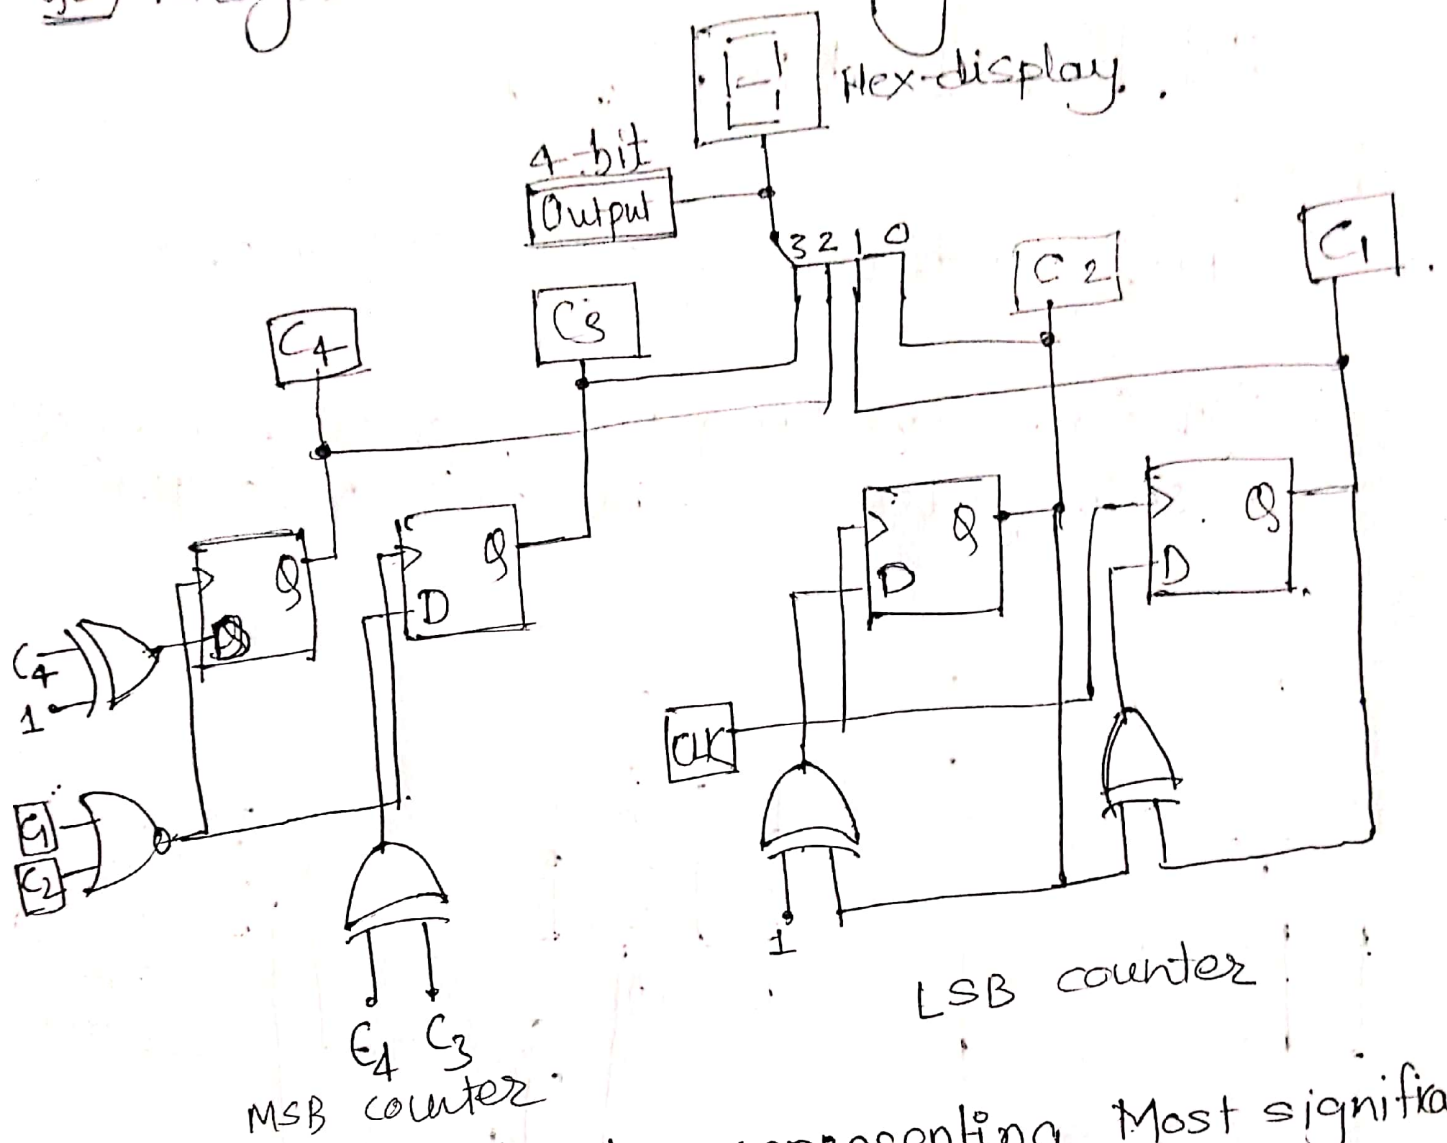 Hex-display.
4-bit
Output
3 2 1 0
C2
C1
C3
C4
Q
D
Q
D
Q
D
Q
D
C4
1
CLK
C1
C2
1
C4 C3
LSB counter
MSB counter
representing Most significa